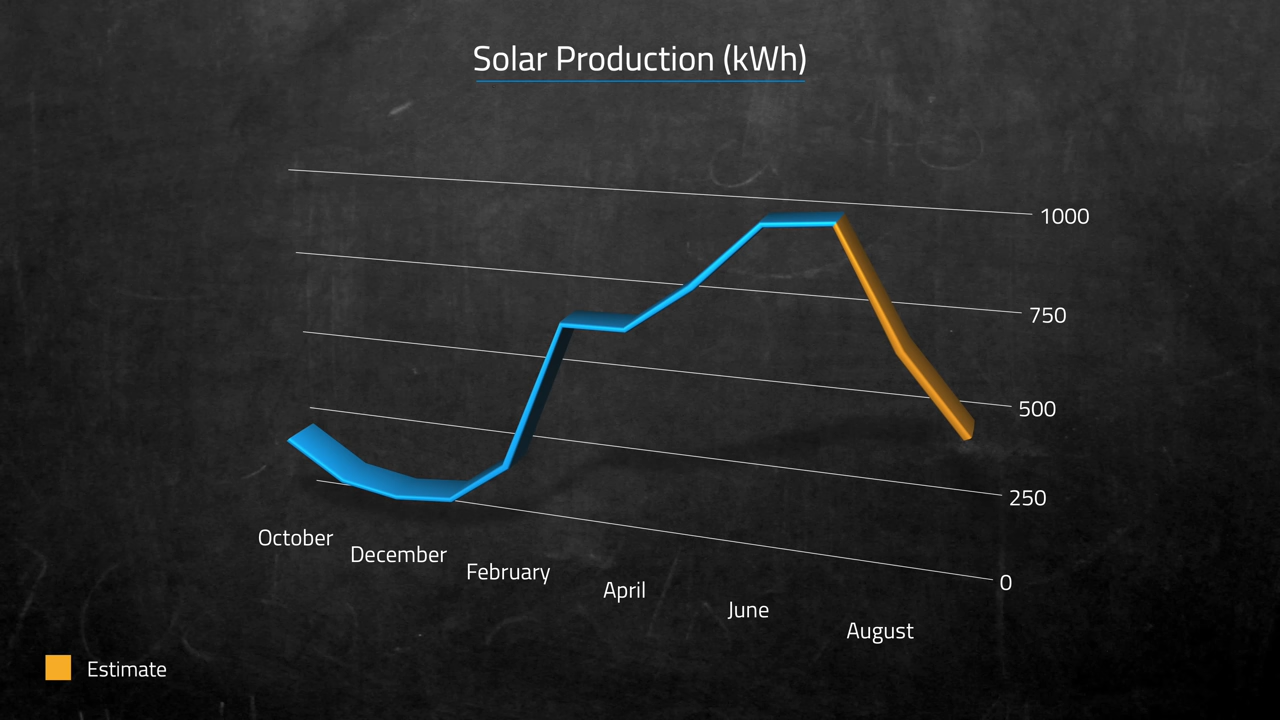 Solar Production (kWh)
1000
750
500
250
0
October
December
February
April
June
August
Estimate